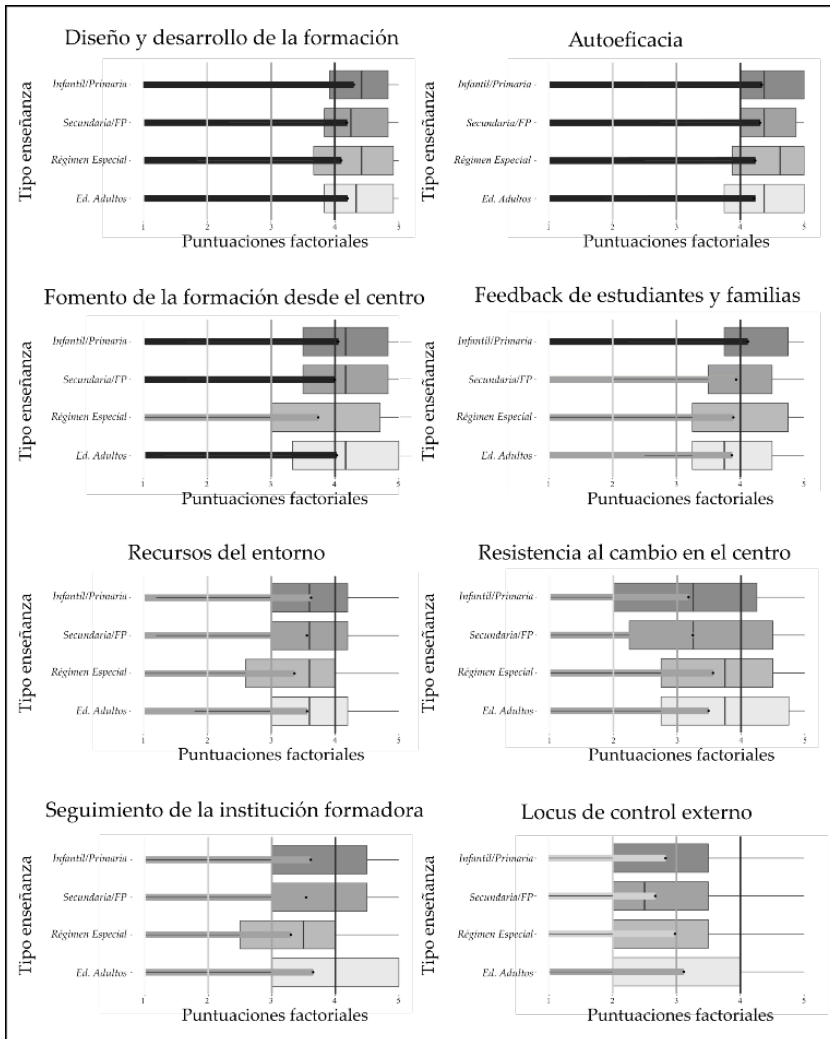 Diseño y desarrollo de la formación
Tipo enseñanza
Infantil/Primaria
Secundaria/FP
Régimen Especial
Ed. Adultos
1 2 3 4 5
Puntuaciones factoriales
Autoeficacia
Tipo enseñanza
Infantil/Primaria
Secundaria/FP
Régimen Especial
Ed. Adultos
1 2 3 4 5
Puntuaciones factoriales
Fomento de la formación desde el centro
Tipo enseñanza
Infantil/Primaria
Secundaria/FP
Régimen Especial
Ed. Adultos
1 2 3 4 5
Puntuaciones factoriales
Feedback de estudiantes y familias
Tipo enseñanza
Infantil/Primaria
Secundaria/FP
Régimen Especial
Ed. Adultos
1 2 3 4 5
Puntuaciones factoriales
Recursos del entorno
Tipo enseñanza
Infantil/Primaria
Secundaria/FP
Régimen Especial
Ed. Adultos
1 2 3 4 5
Puntuaciones factoriales
Resistencia al cambio en el centro
Tipo enseñanza
Infantil/Primaria
Secundaria/FP
Régimen Especial
Ed. Adultos
1 2 3 4 5
Puntuaciones factoriales
Seguimiento de la institución formadora
Tipo enseñanza
Infantil/Primaria
Secundaria/FP
Régimen Especial
Ed. Adultos
1 2 3 4 5
Puntuaciones factoriales
Locus de control externo
Tipo enseñanza
Infantil/Primaria
Secundaria/FP
Régimen Especial
Ed. Adultos
1 2 3 4 5
Puntuaciones factoriales